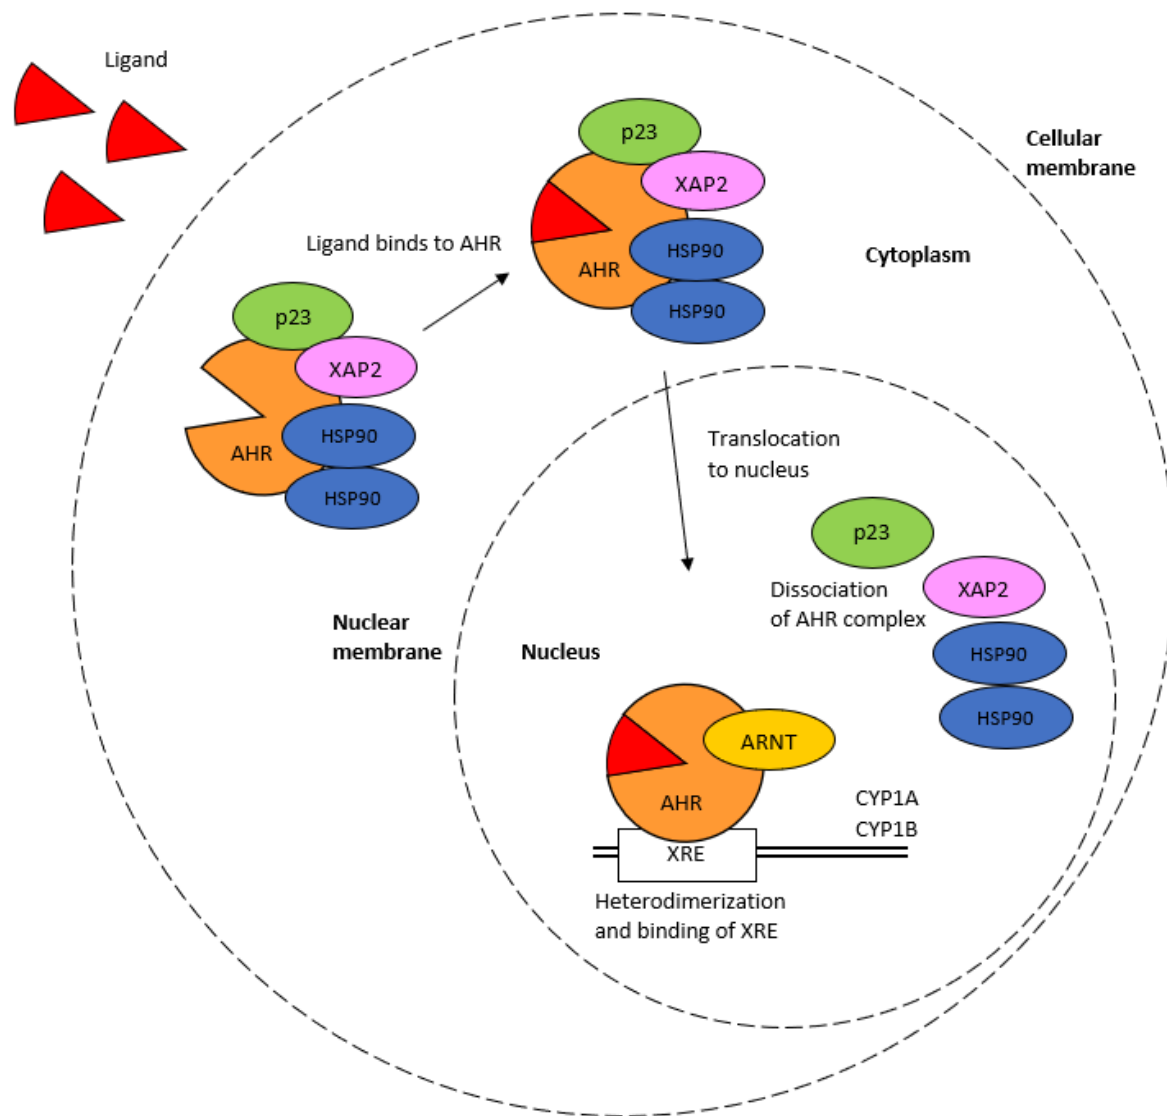 Ligand
p23
XAP2
Cellular
membrane
Ligand binds to AHR
HSP90
AHR
HSP90
Cytoplasm
p23
XAP2
HSP90
AHR
HSP90
Translocation
to nucleus
p23
Dissociation
of AHR complex
XAP2
HSP90
HSP90
Nuclear
membrane
Nucleus
ARNT
AHR
CYP1A
CYP1B
XRE
Heterodimerization
and binding of XRE